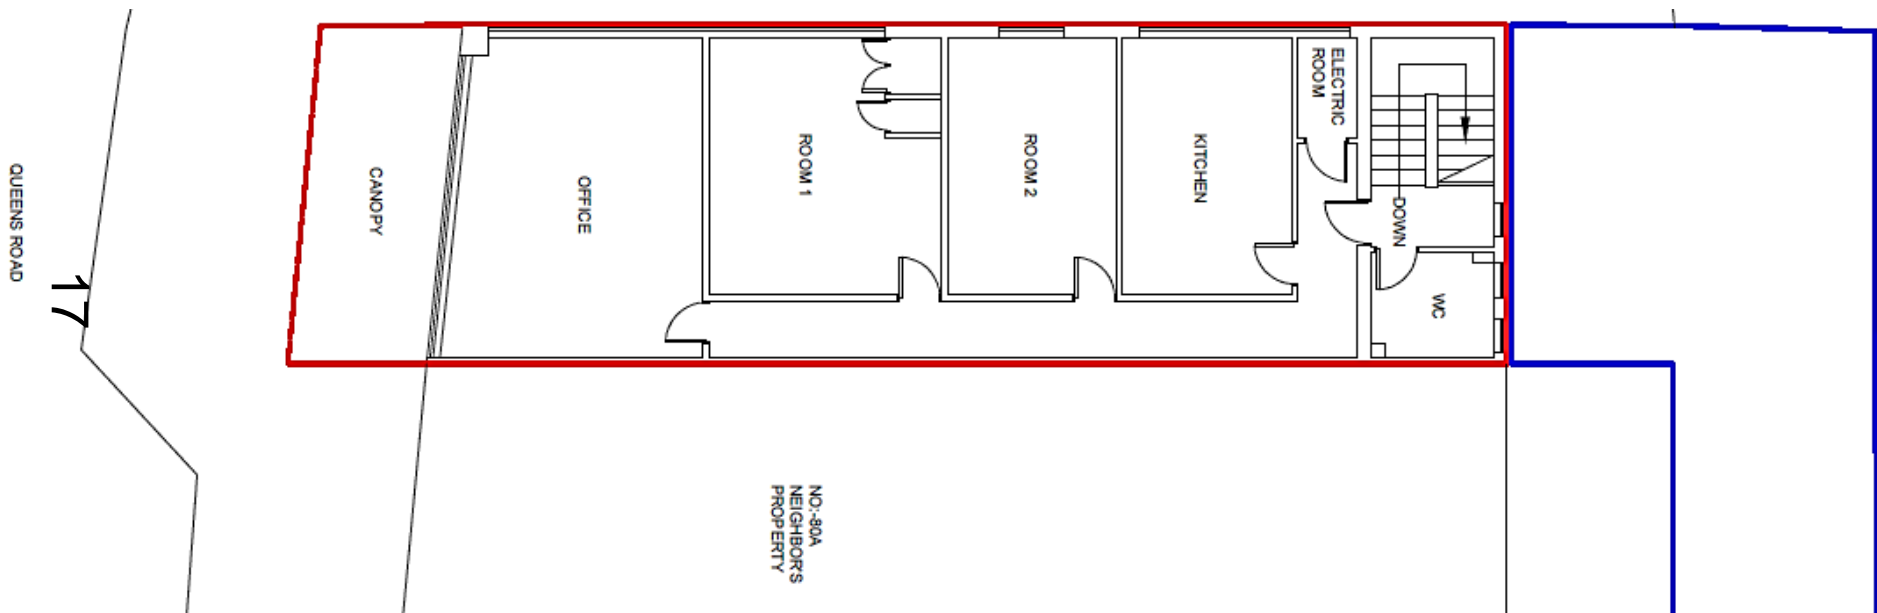 QUEENS ROAD
17
CANOPY
OFFICE
ROOM 1
ROOM 2
KITCHEN
ELECTRIC
ROOM
DOWN
WC
NO:-80A
NEIGHBOR'S
PROPERTY